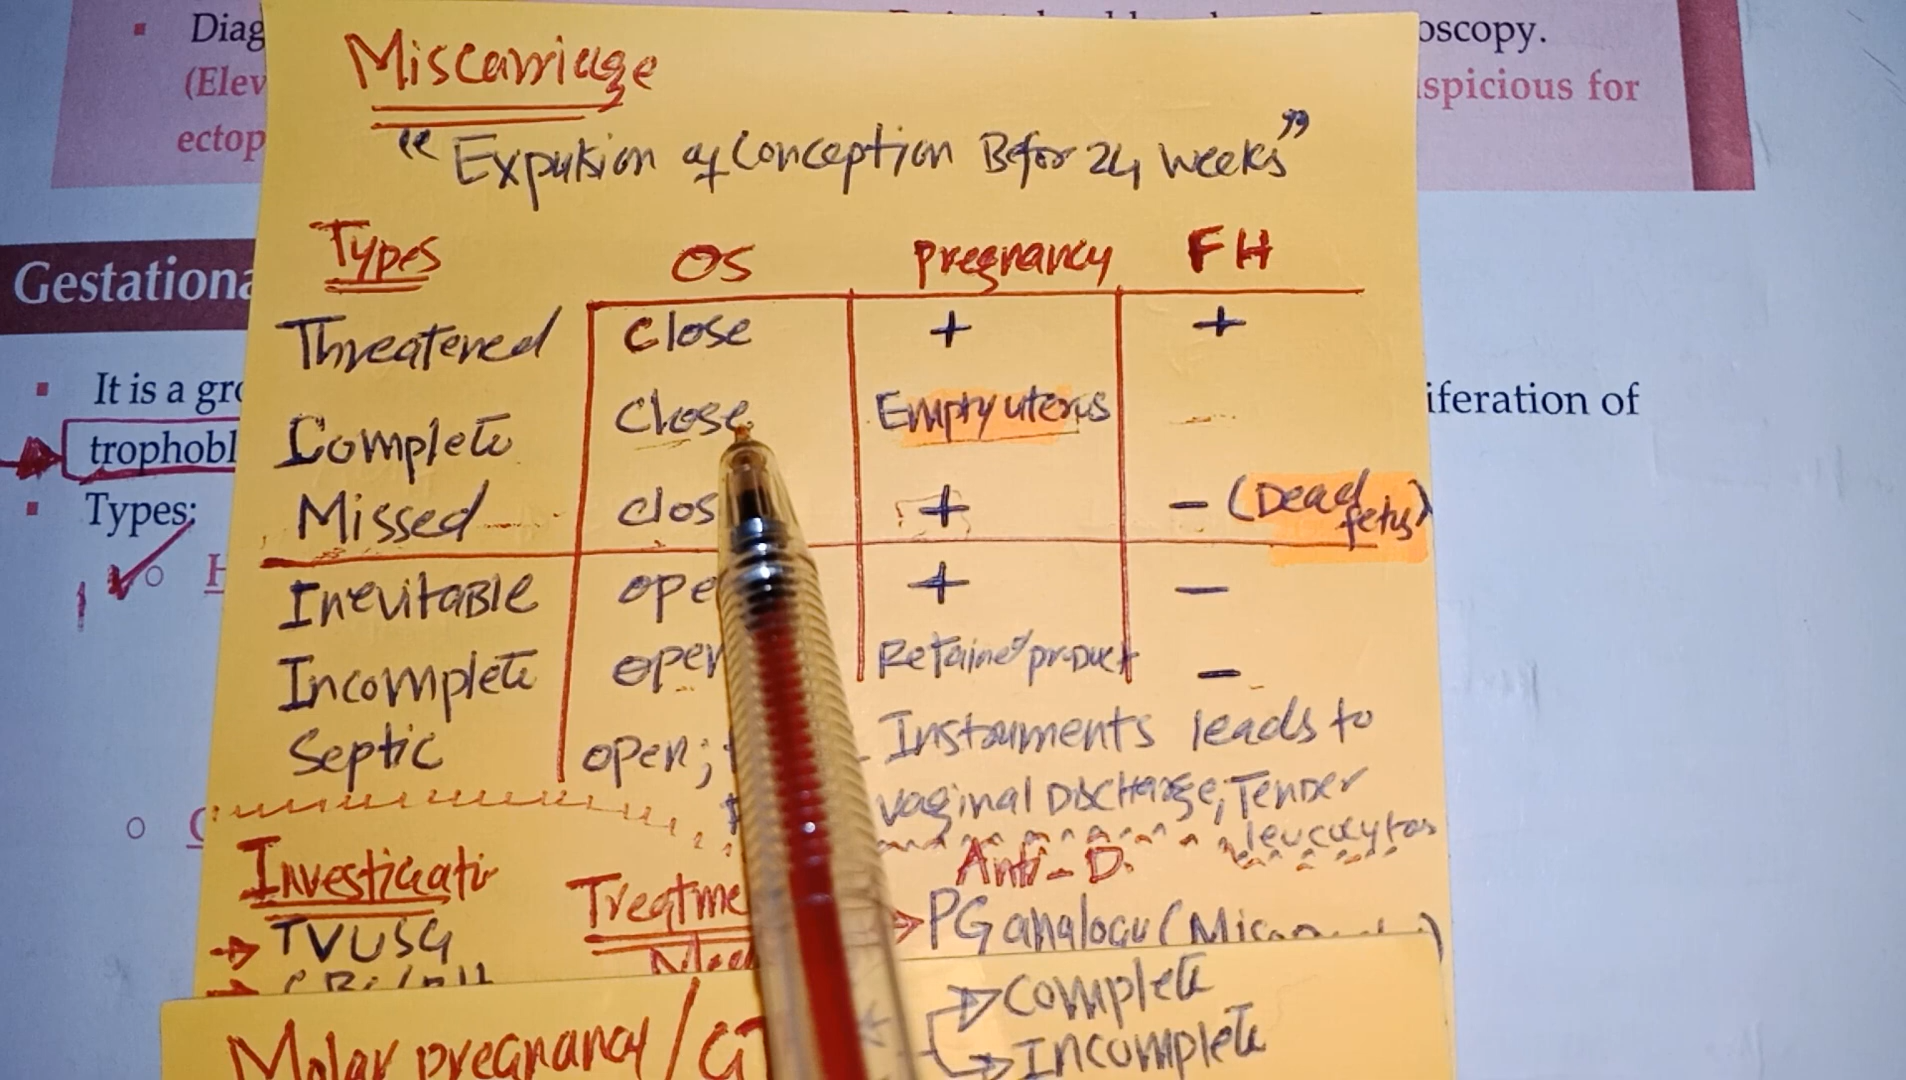 Diag
oscopy.
(Elev
spicious for
ectop
Miscarriage
"Expulsion of Conception Befor 24 weeks"
Gestationa
Types OS Pregnancy FH
Threatened close + +
It is a gro
iferation of
Complete close Empty uterus -
trophobl
Missed clos + - (Dead fetus)
Types:
H
Inevitable ope + -
Incomplete open Retained product -
Septic open; Instruments leads to
vaginal Discharge, Tender
leucocytos
Anti-D.
Investigati
Treatme
PG analogu (Mi
TVUSG
Molar pregnancy/G
Complete
Incomplete